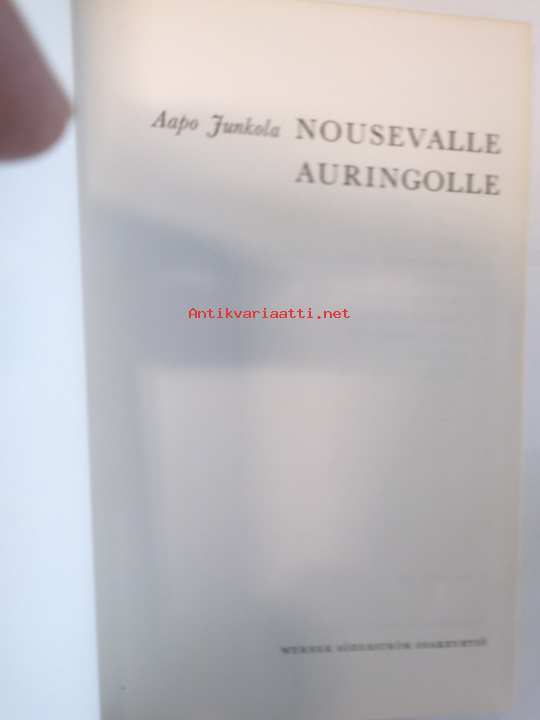 Aapo Junkola NOUSEVALLE
AURINGOLLE
Antikvariaatti.net
WERNER SÖDERSTRÖM OSAKEYHTIÖ